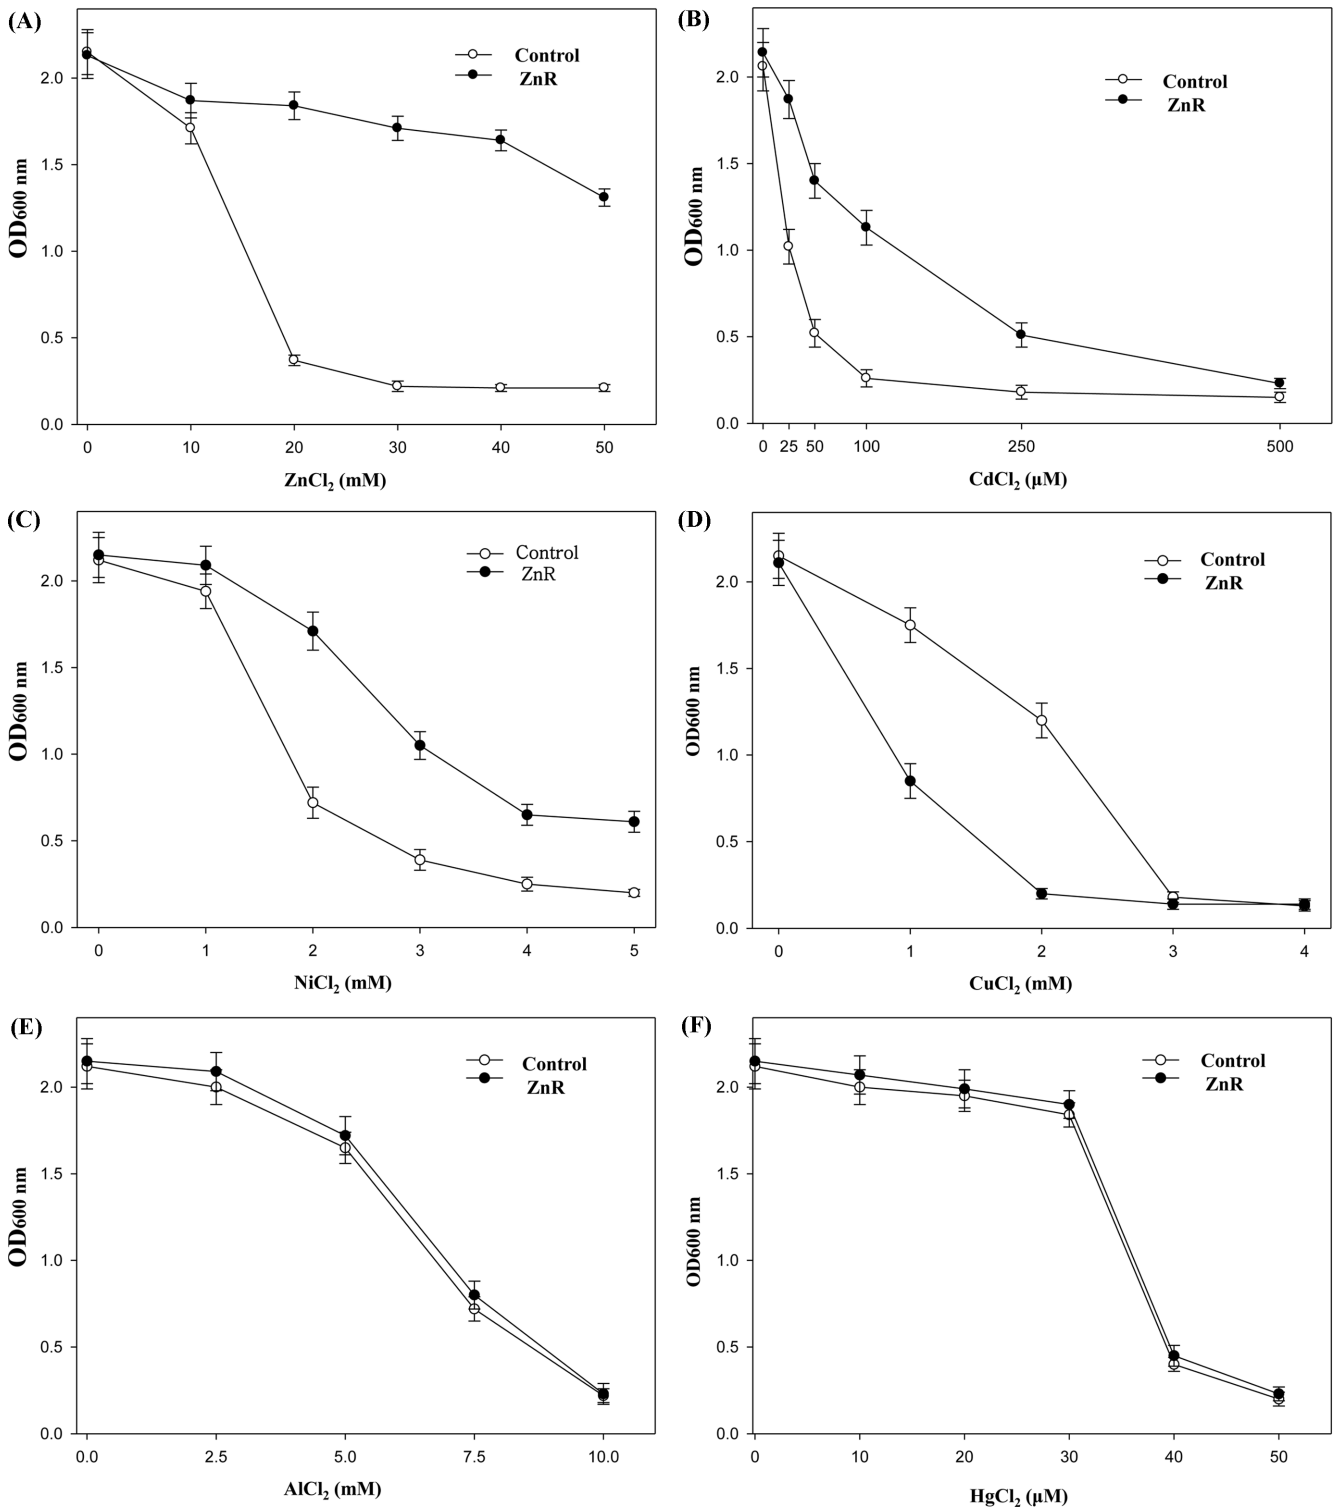 (A)
Control
ZnR
2.0
1.5
1.0
0.5
0.0
OD600 nm
0 10 20 30 40 50
ZnCl2 (mM)
(B)
Control
ZnR
2.0
1.5
1.0
0.5
0.0
OD600 nm
0 25 50 100 250 500
CdCl2 (μM)
(C)
Control
ZnR
2.0
1.5
1.0
0.5
0.0
OD600 nm
0 1 2 3 4 5
NiCl2 (mM)
(D)
Control
ZnR
2.0
1.5
1.0
0.5
0.0
OD600 nm
0 1 2 3 4
CuCl2 (mM)
(E)
Control
ZnR
2.0
1.5
1.0
0.5
0.0
OD600 nm
0.0 2.5 5.0 7.5 10.0
AlCl2 (mM)
(F)
Control
ZnR
2.0
1.5
1.0
0.5
0.0
OD600 nm
0 10 20 30 40 50
HgCl2 (μM)